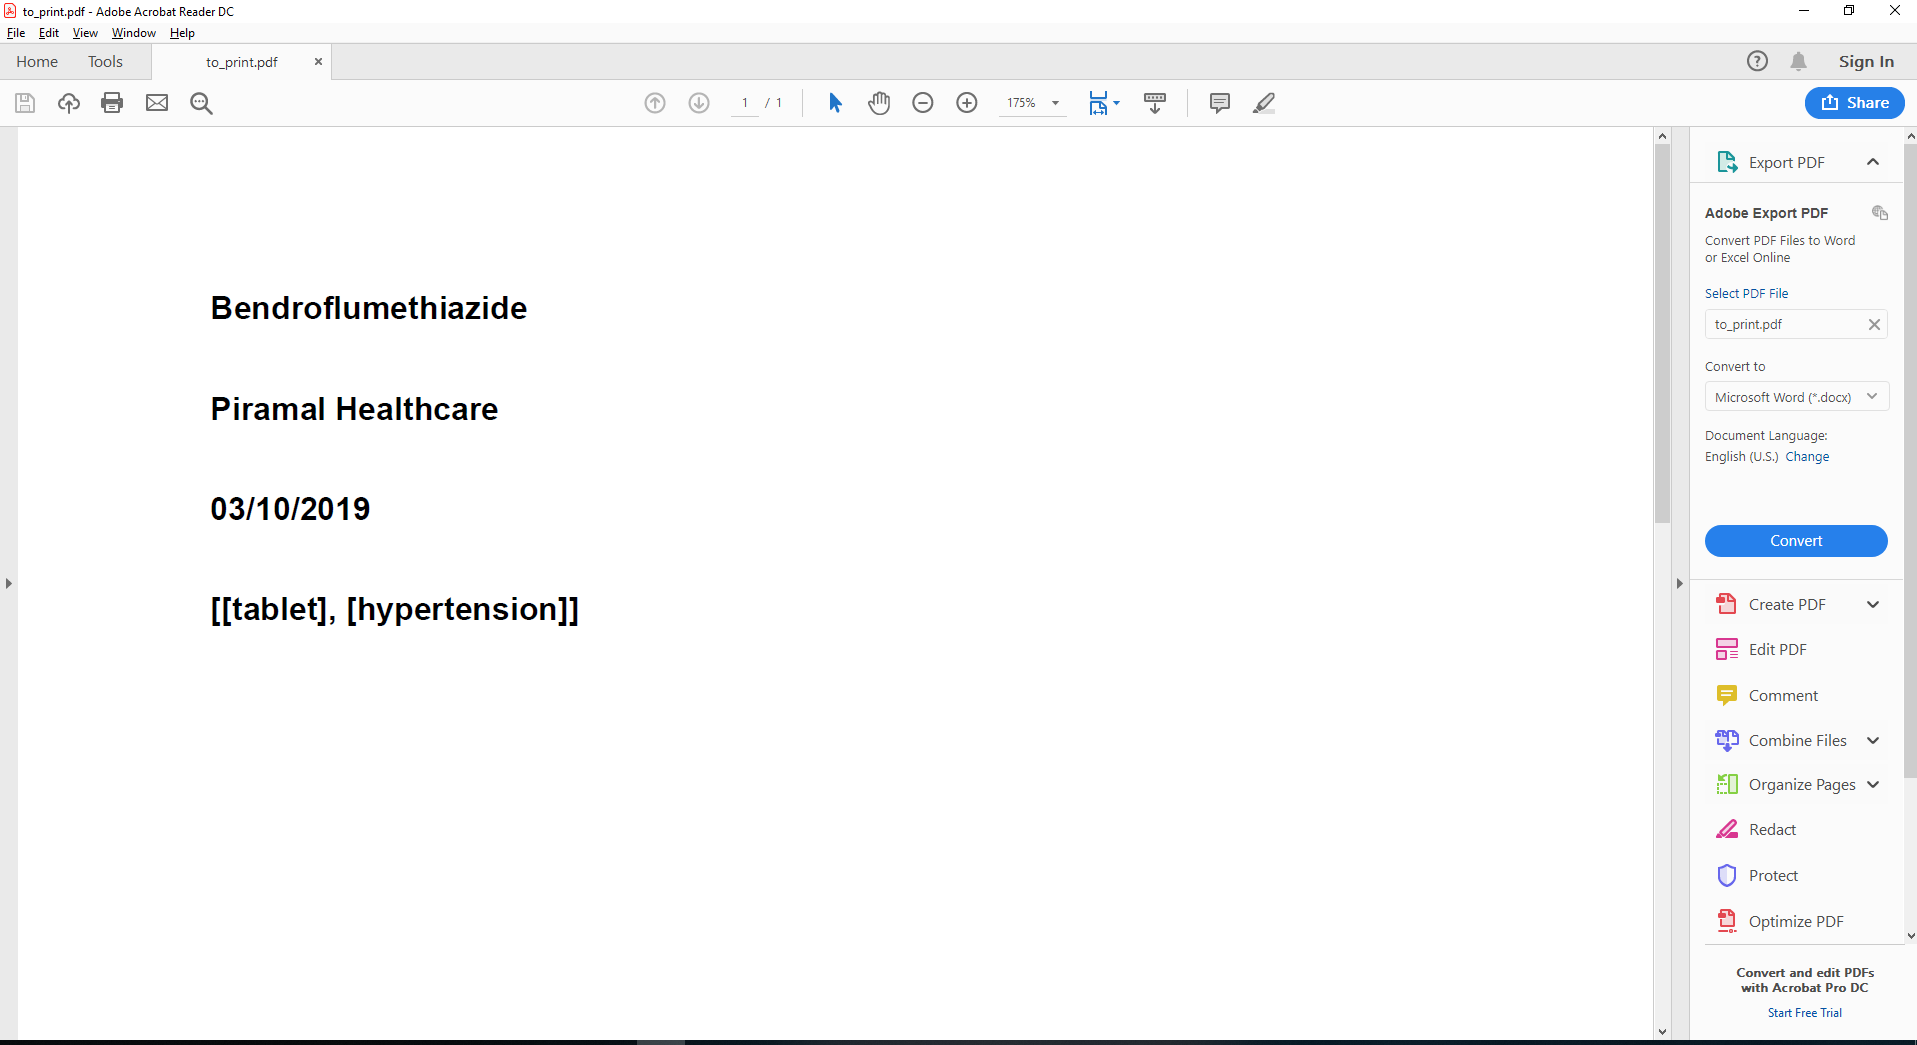 to_print.pdf - Adobe Acrobat Reader DC
File Edit View Window Help
Home Tools to_print.pdf
Sign In
1 / 1
175%
Share
Export PDF
Adobe Export PDF
Convert PDF Files to Word
or Excel Online
Select PDF File
to_print.pdf
Convert to
Microsoft Word (*.docx)
Document Language:
English (U.S.) Change
Convert
Create PDF
Edit PDF
Comment
Combine Files
Organize Pages
Redact
Protect
Optimize PDF
Convert and edit PDFs
with Acrobat Pro DC
Start Free Trial
Bendroflumethiazide
Piramal Healthcare
03/10/2019
[[tablet], [hypertension]]